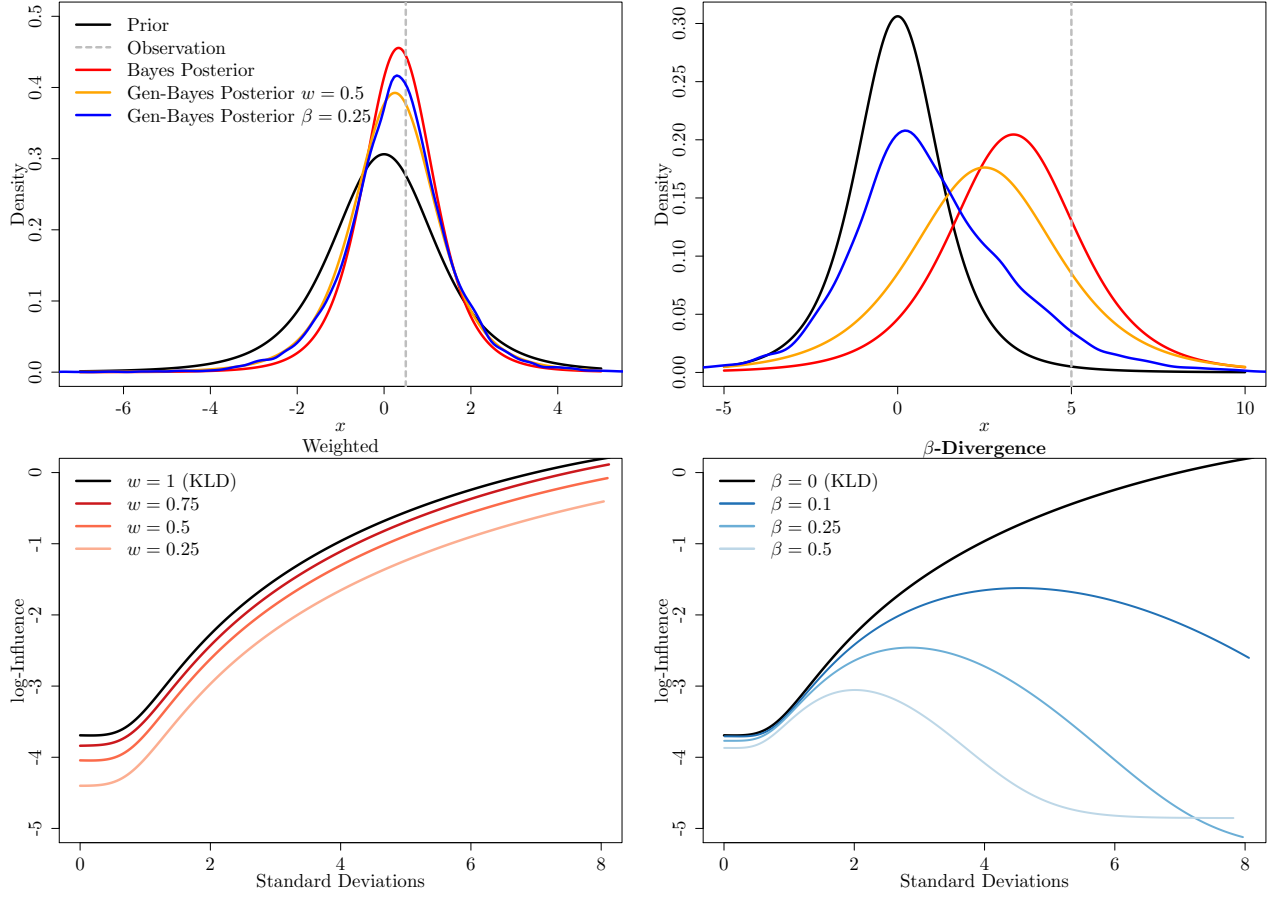 0.5
0.4
0.3
0.2
0.1
0.0
Density
Prior
Observation
Bayes Posterior
Gen-Bayes Posterior w = 0.5
Gen-Bayes Posterior β = 0.25
-6 -4 -2 0 2 4
x
0.30
0.25
0.20
0.15
0.10
0.05
0.00
Density
-5 0 5 10
x
Weighted
0
-1
-2
-3
-4
-5
log-Influence
w = 1 (KLD)
w = 0.75
w = 0.5
w = 0.25
0 2 4 6 8
Standard Deviations
β-Divergence
0
-1
-2
-3
-4
-5
log-Influence
β = 0 (KLD)
β = 0.1
β = 0.25
β = 0.5
0 2 4 6 8
Standard Deviations